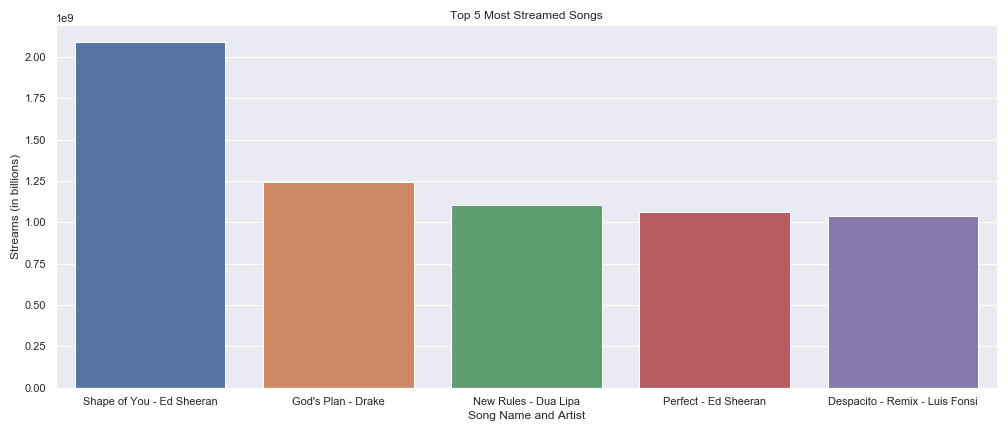 Top 5 Most Streamed Songs
1e9
2.00
1.75
1.50
1.25
1.00
0.75
0.50
0.25
0.00
Streams (in billions)
Shape of You - Ed Sheeran
God's Plan - Drake
New Rules - Dua Lipa
Perfect - Ed Sheeran
Despacito - Remix - Luis Fonsi
Song Name and Artist